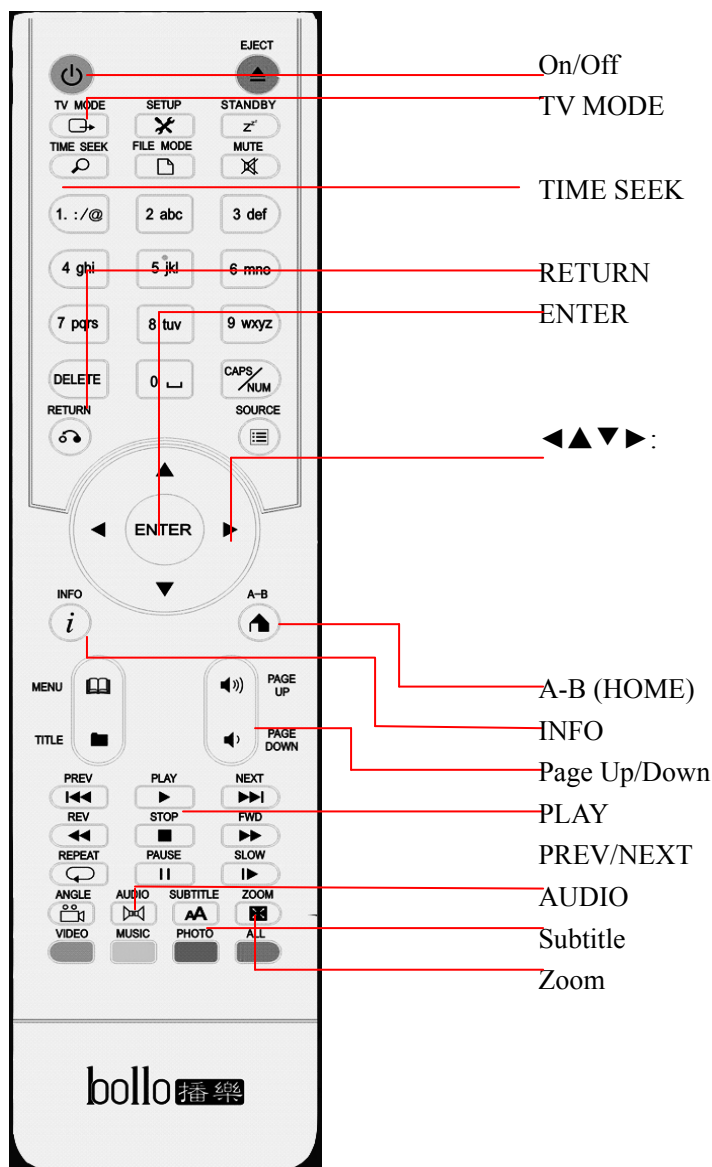 EJECT
On/Off
TV MODE SETUP STANDBY
TV MODE
zzz
TIME SEEK FILE MODE MUTE
TIME SEEK
1. :/@ 2 abc 3 def
4 ghi 5 jkl 6 mno
RETURN
7 pqrs 8 tuv 9 wxyz
ENTER
DELETE 0 CAPS/NUM
RETURN SOURCE
◀▲▼▶:
ENTER
INFO A-B
i
A-B (HOME)
MENU PAGE UP
INFO
TITLE PAGE DOWN
Page Up/Down
PREV PLAY NEXT
PLAY
REV STOP FWD
PREV/NEXT
REPEAT PAUSE SLOW
ANGLE AUDIO SUBTITLE ZOOM
AUDIO
AA
VIDEO MUSIC PHOTO ALL
Subtitle
Zoom
bollo播樂